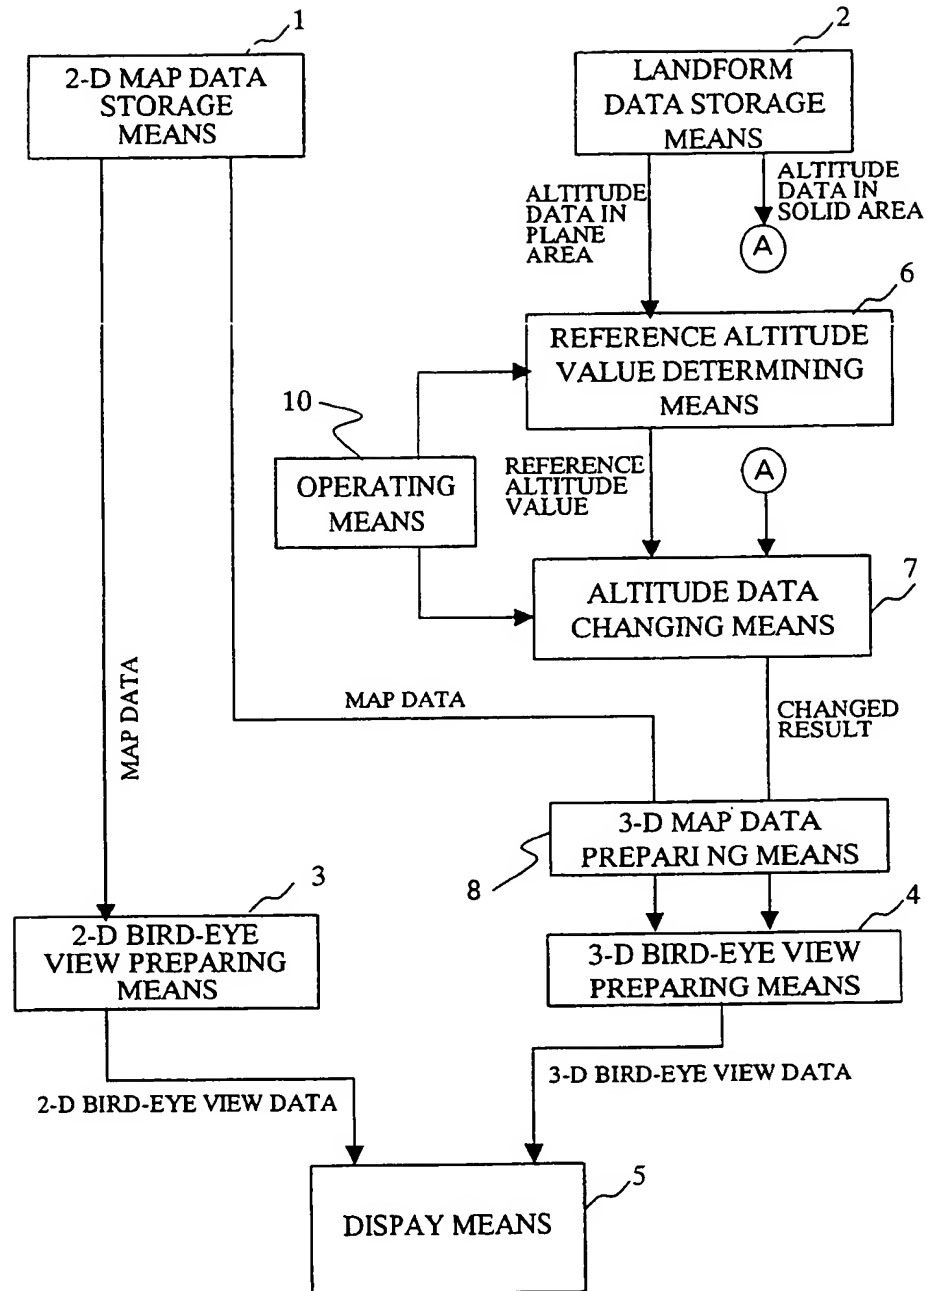 1
2-D MAP DATA
STORAGE
MEANS
2
LANDFORM
DATA STORAGE
MEANS
ALTITUDE
DATA IN
PLANE
AREA
ALTITUDE
DATA IN
SOLID AREA
A
6
REFERENCE ALTITUDE
VALUE DETERMINING
MEANS
10
OPERATING
MEANS
REFERENCE
ALTITUDE
VALUE
A
7
ALTITUDE DATA
CHANGING MEANS
MAP DATA
MAP DATA
CHANGED
RESULT
3-D MAP DATA
PREPARING MEANS
8
3
2-D BIRD-EYE
VIEW PREPARING
MEANS
4
3-D BIRD-EYE VIEW
PREPARING MEANS
2-D BIRD-EYE VIEW DATA
3-D BIRD-EYE VIEW DATA
5
DISPAY MEANS